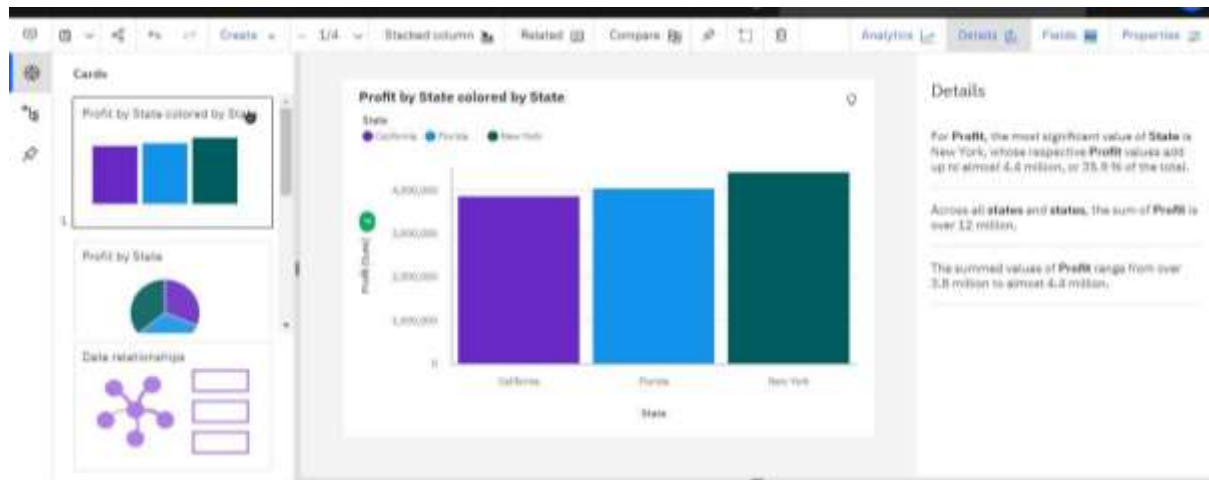 Create
1/4
Stacked column
Related
Compare
Analytics
Details
Fields
Properties
Cards
Profit by State colored by State
1
Profit by State
Data relationships
Profit by State colored by State
State
California Florida New York
4,000,000
3,000,000
2,000,000
1,000,000
0
Profit (Sum)
California Florida New York
State
Details
For Profit, the most significant value of State is
New York, whose respective Profit values add
up to almost 4.4 million, or 35.9 % of the total.
Across all states and states, the sum of Profit is
over 12 million.
The summed values of Profit range from over
3.8 million to almost 4.4 million.